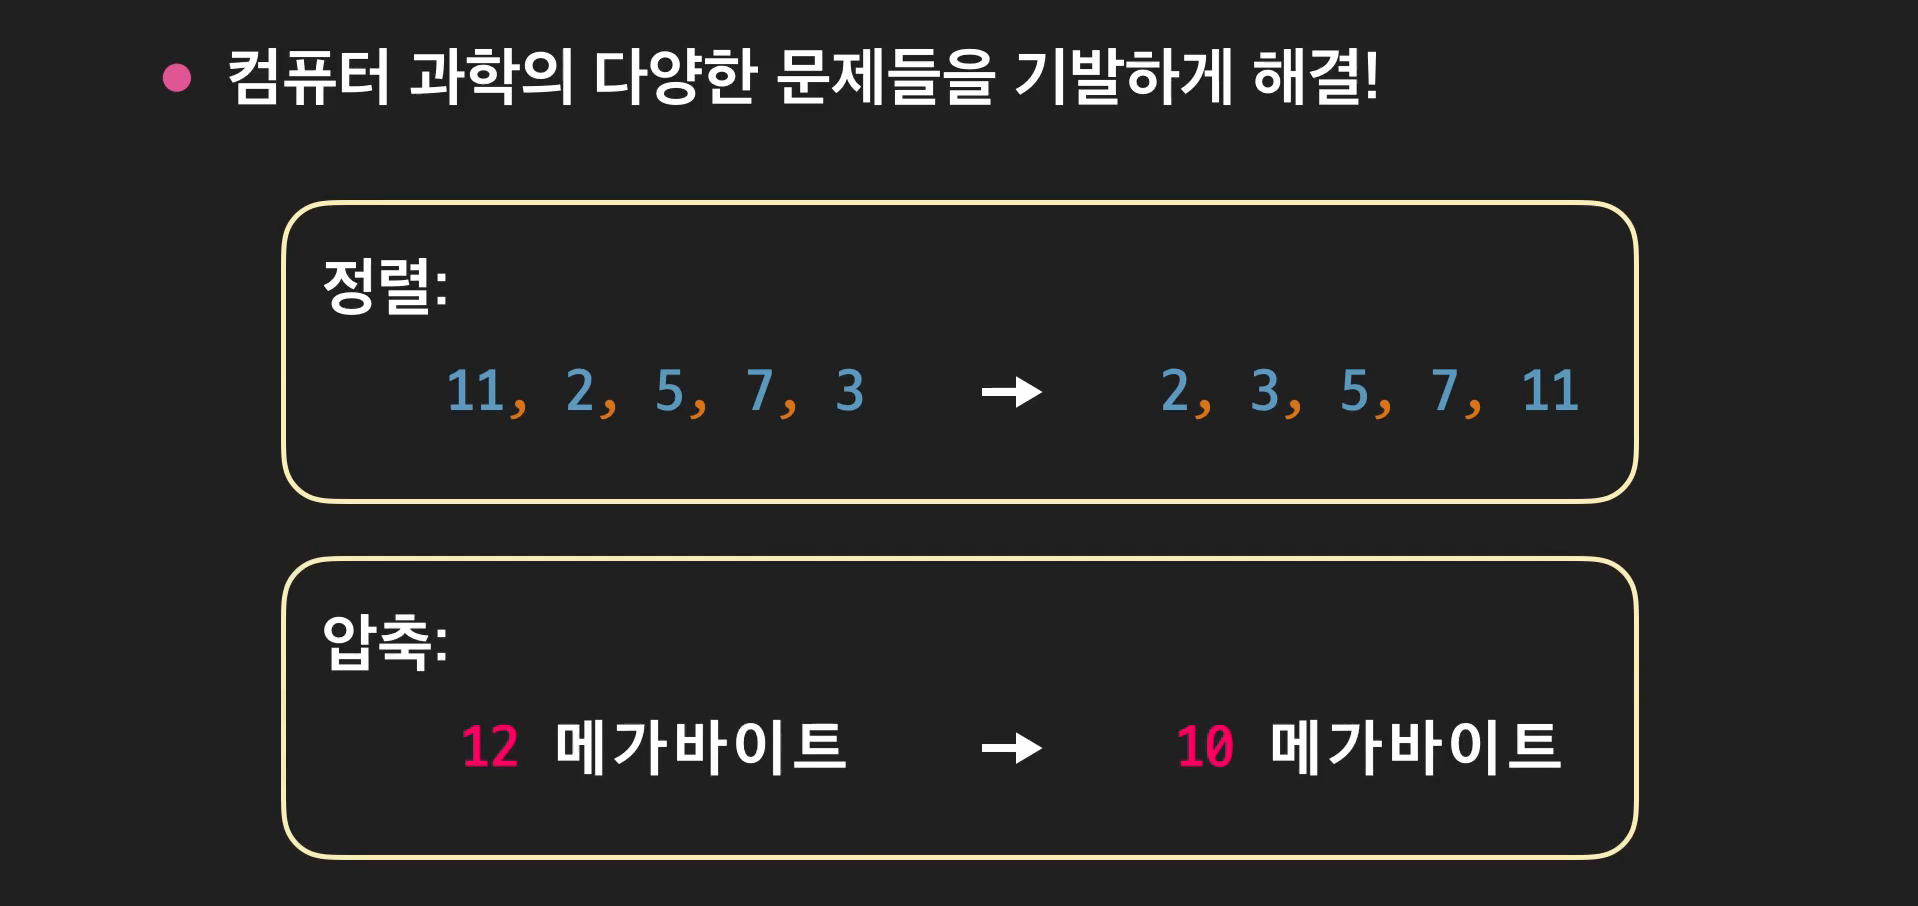 컴퓨터 과학의 다양한 문제들을 기발하게 해결!
정렬:
11, 2, 5, 7, 3 → 2, 3, 5, 7, 11
압축:
12 메가바이트 → 10 메가바이트